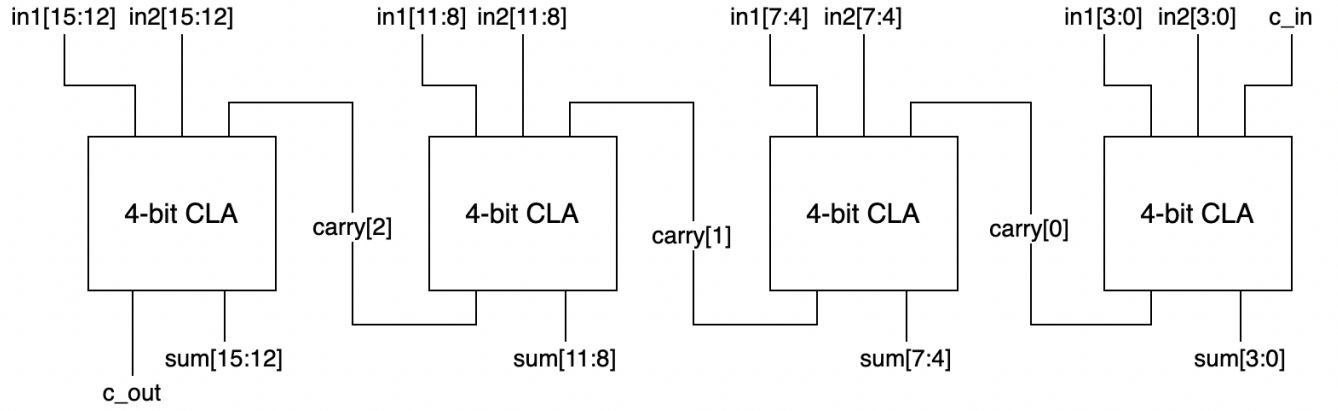 in1[15:12] in2[15:12] in1[11:8] in2[11:8] in1[7:4] in2[7:4] in1[3:0] in2[3:0] c_in
4-bit CLA 4-bit CLA 4-bit CLA 4-bit CLA
carry[2] carry[1] carry[0]
sum[15:12] sum[11:8] sum[7:4] sum[3:0]
c_out